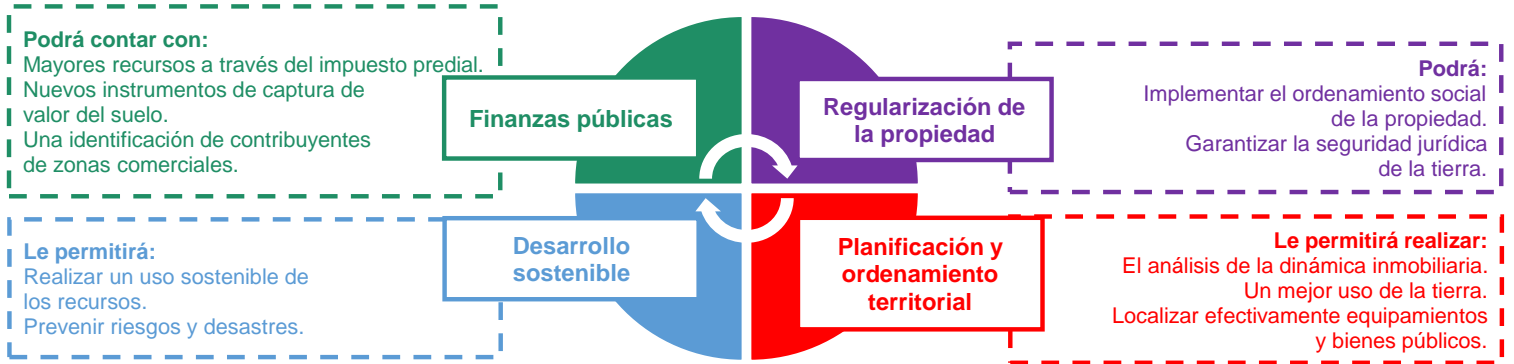 Podrá contar con:
Mayores recursos a través del impuesto predial.
Nuevos instrumentos de captura de
valor del suelo.
Una identificación de contribuyentes
de zonas comerciales.
Finanzas públicas
Regularización de
la propiedad
Podrá:
Implementar el ordenamiento social
de la propiedad.
Garantizar la seguridad jurídica
de la tierra.
Le permitirá:
Realizar un uso sostenible de
los recursos.
Prevenir riesgos y desastres.
Desarrollo
sostenible
Planificación y
ordenamiento
territorial
Le permitirá realizar:
El análisis de la dinámica inmobiliaria.
Un mejor uso de la tierra.
Localizar efectivamente equipamientos
y bienes públicos.